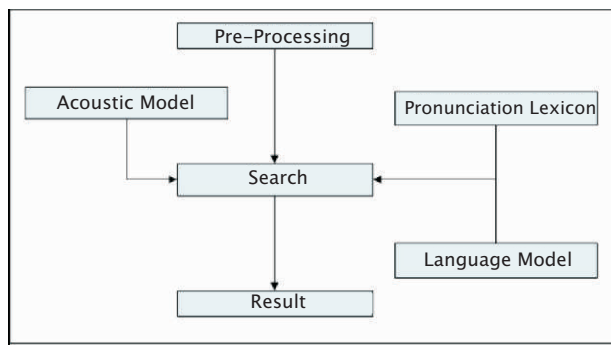 Pre-Processing
Acoustic Model
Pronunciation Lexicon
Search
Language Model
Result